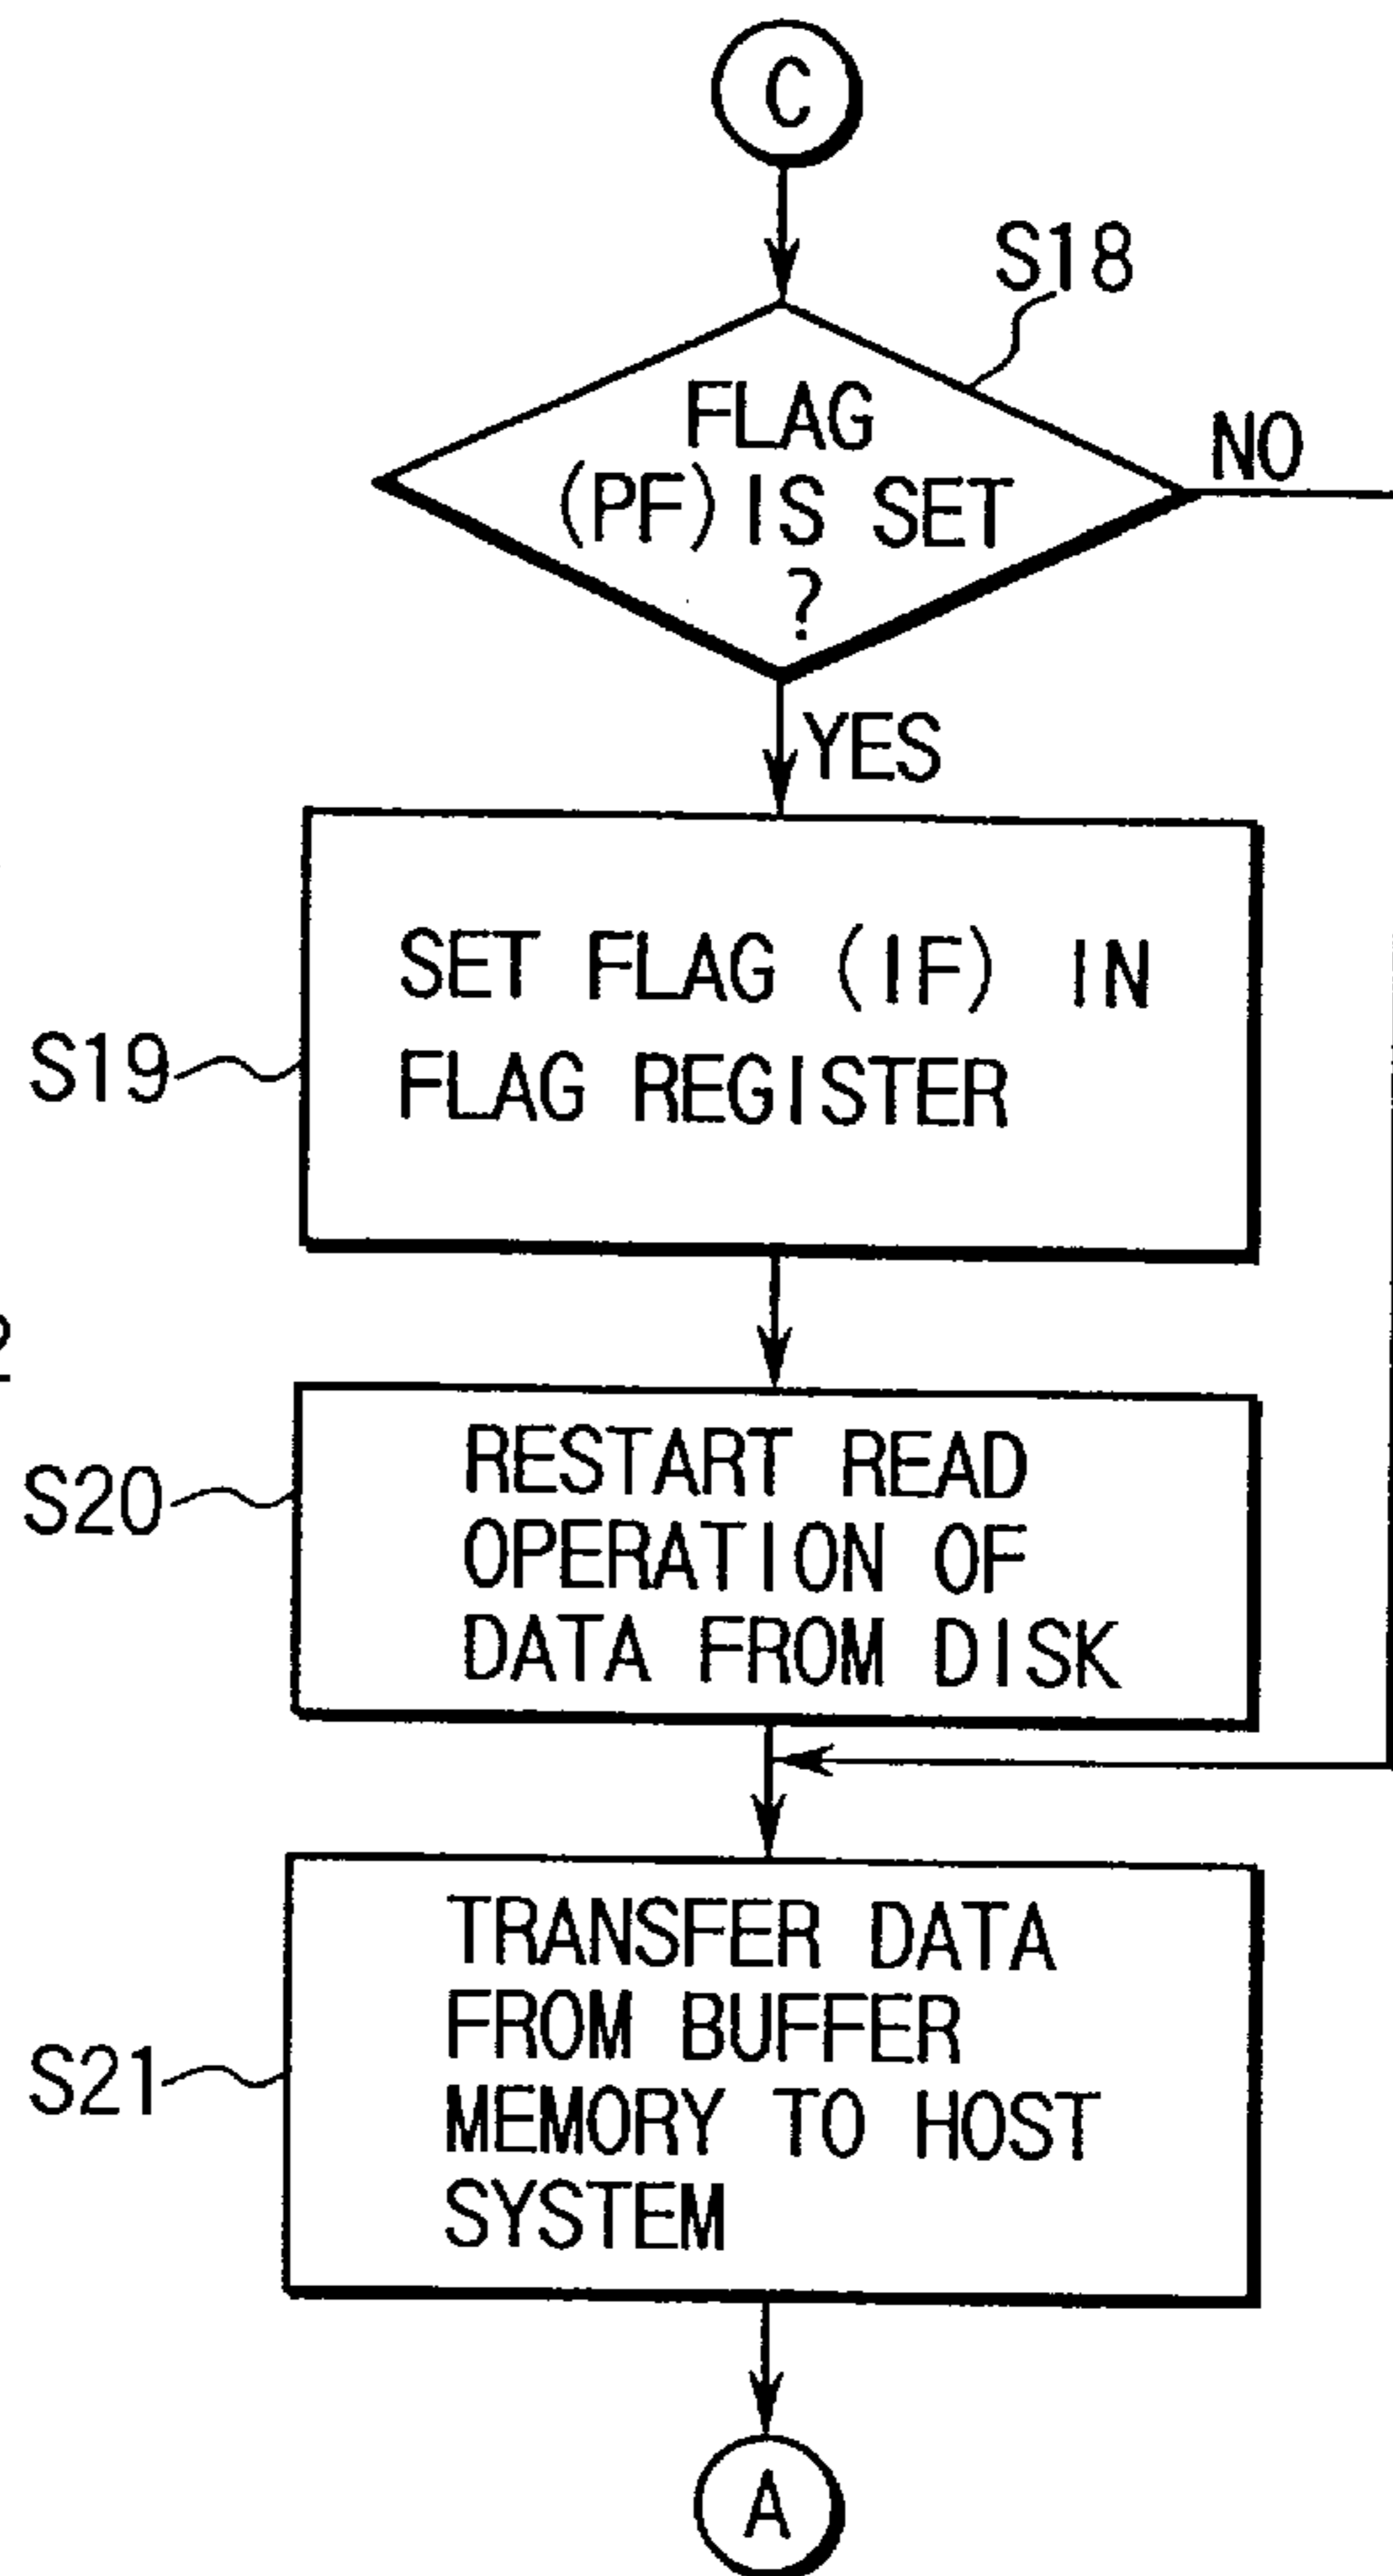 C
S18
FLAG
(PF) IS SET
?
NO
YES
SET FLAG (IF) IN
FLAG REGISTER
S19
RESTART READ
OPERATION OF
DATA FROM DISK
S20
TRANSFER DATA
FROM BUFFER
MEMORY TO HOST
SYSTEM
S21
A